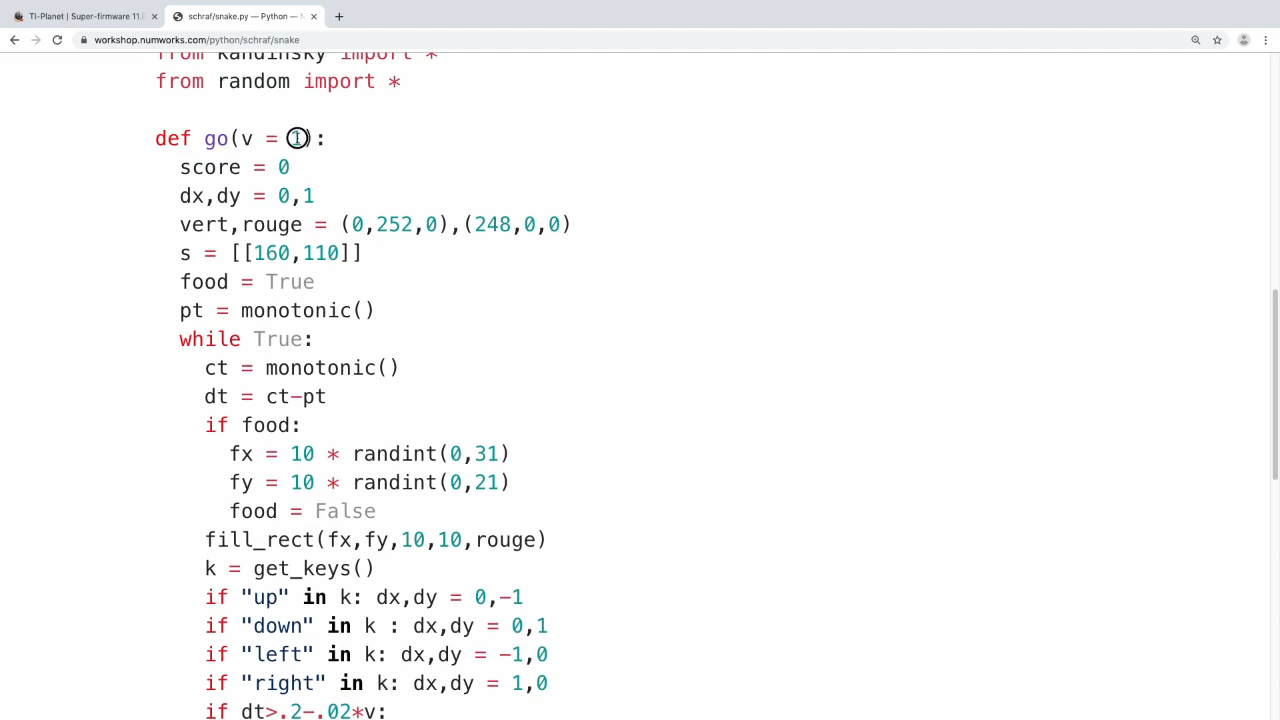 TI-Planet | Super-firmware 11.0
schraf/snake.py — Python — N
workshop.numworks.com/python/schraf/snake
from kandinsky import *
from random import *
def go(v = 1):
score = 0
dx,dy = 0,1
vert,rouge = (0,252,0),(248,0,0)
s = [[160,110]]
food = True
pt = monotonic()
while True:
ct = monotonic()
dt = ct-pt
if food:
fx = 10 * randint(0,31)
fy = 10 * randint(0,21)
food = False
fill_rect(fx,fy,10,10,rouge)
k = get_keys()
if "up" in k: dx,dy = 0,-1
if "down" in k : dx,dy = 0,1
if "left" in k: dx,dy = -1,0
if "right" in k: dx,dy = 1,0
if dt>.2-.02*v: